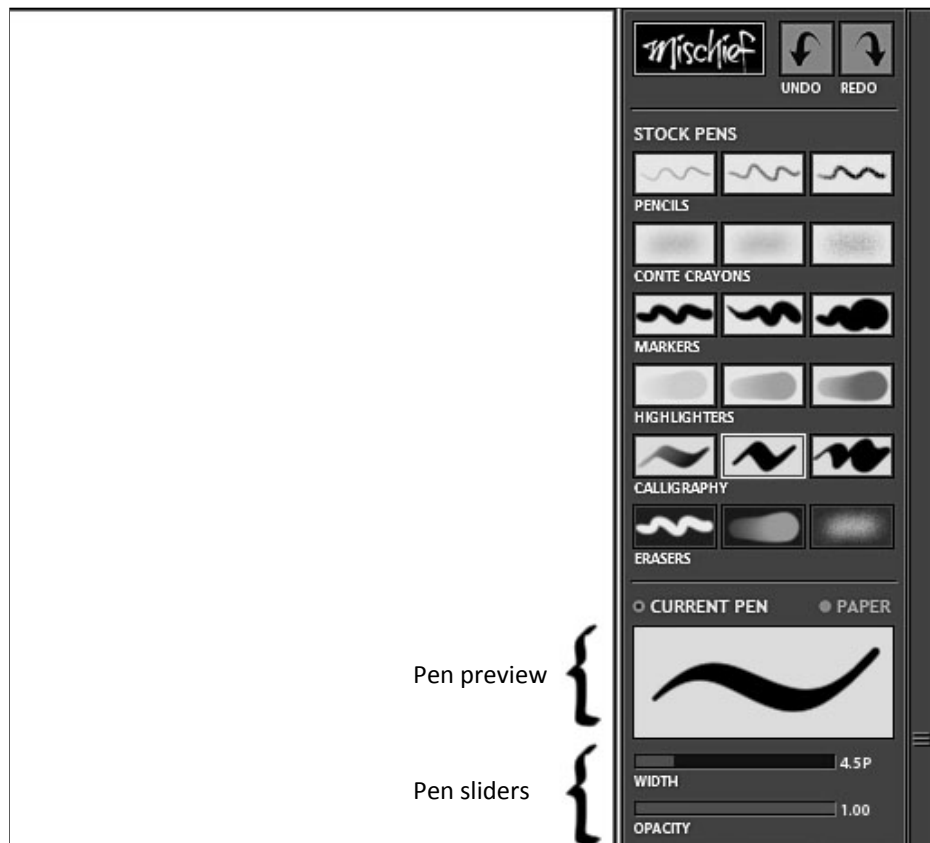 mischief
UNDO REDO
STOCK PENS
PENCILS
CONTE CRAYONS
MARKERS
HIGHLIGHTERS
CALLIGRAPHY
ERASERS
CURRENT PEN PAPER
Pen preview
4.5P
WIDTH
Pen sliders
1.00
OPACITY